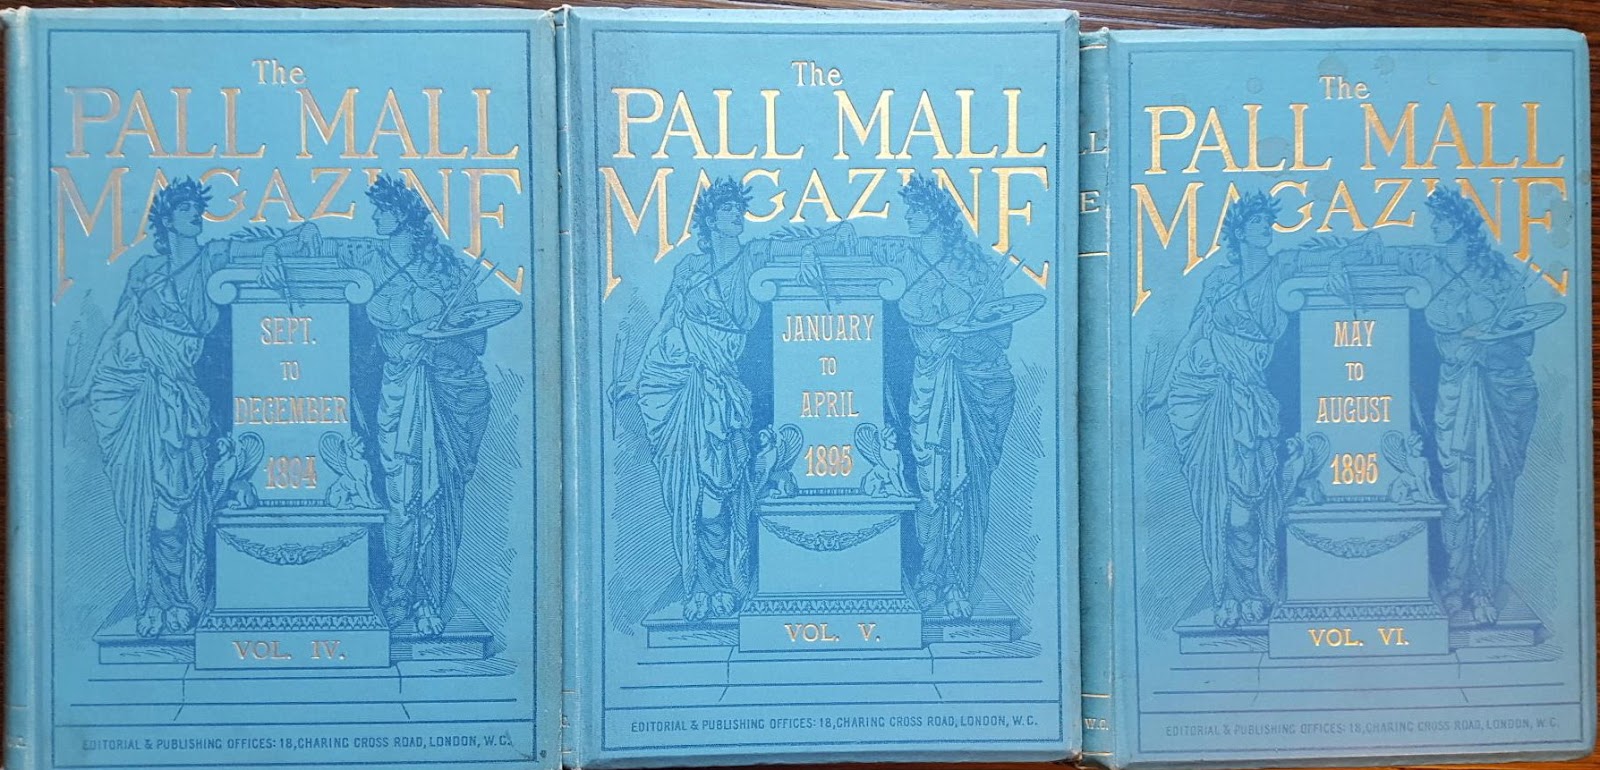 The
PALL MALL
MAGAZINE
SEPT.
TO
DECEMBER
1894
VOL. IV.
EDITORIAL & PUBLISHING OFFICES: 18, CHARING CROSS ROAD, LONDON, W.C.
The
PALL MALL
MAGAZINE
JANUARY
TO
APRIL
1895
VOL. V.
EDITORIAL & PUBLISHING OFFICES: 18, CHARING CROSS ROAD, LONDON, W.C.
The
PALL MALL
MAGAZINE
MAY
TO
AUGUST
1895
VOL. VI.
EDITORIAL & PUBLISHING OFFICES: 18, CHARING CROSS ROAD, LONDON, W.C.